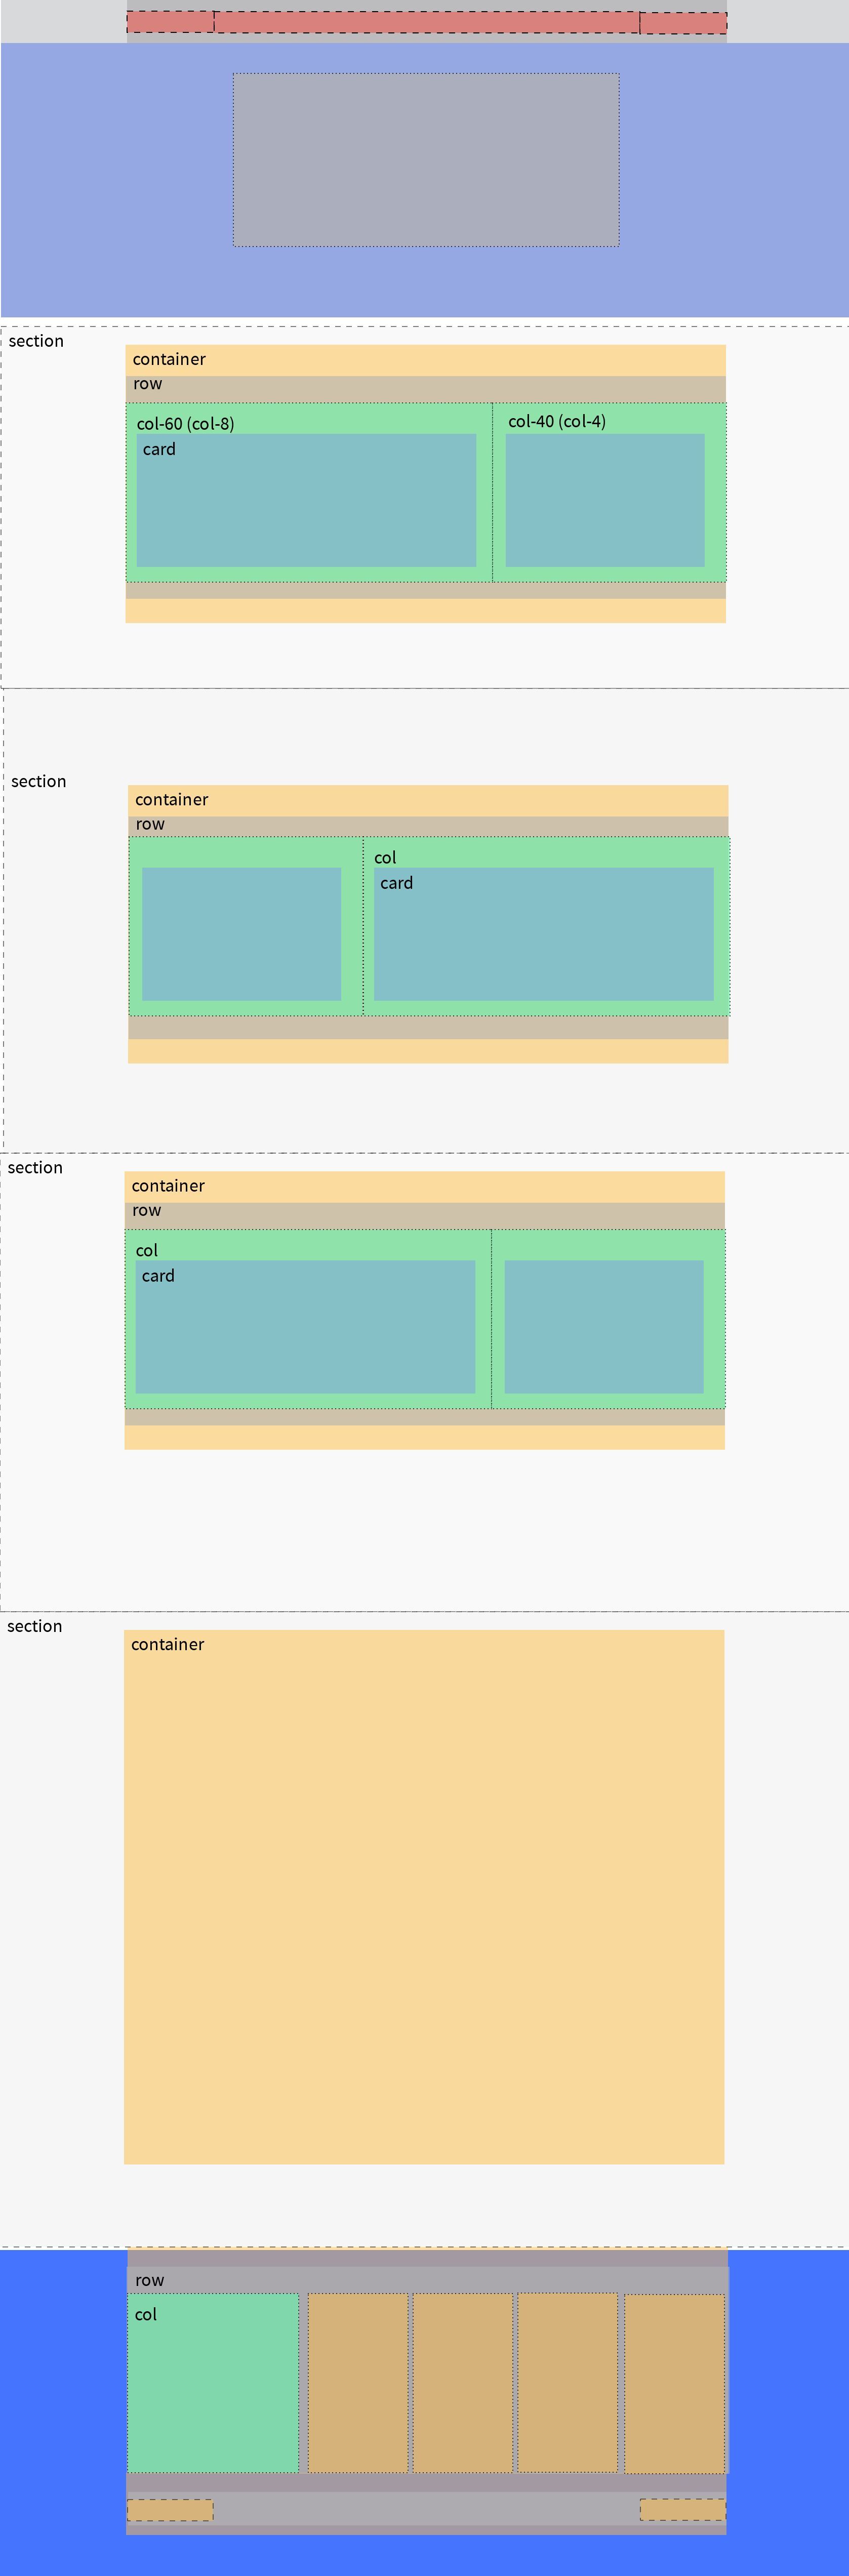 section
container
row
col-60 (col-8)
col-40 (col-4)
card
section
container
row
col
card
section
container
row
col
card
section
container
row
col